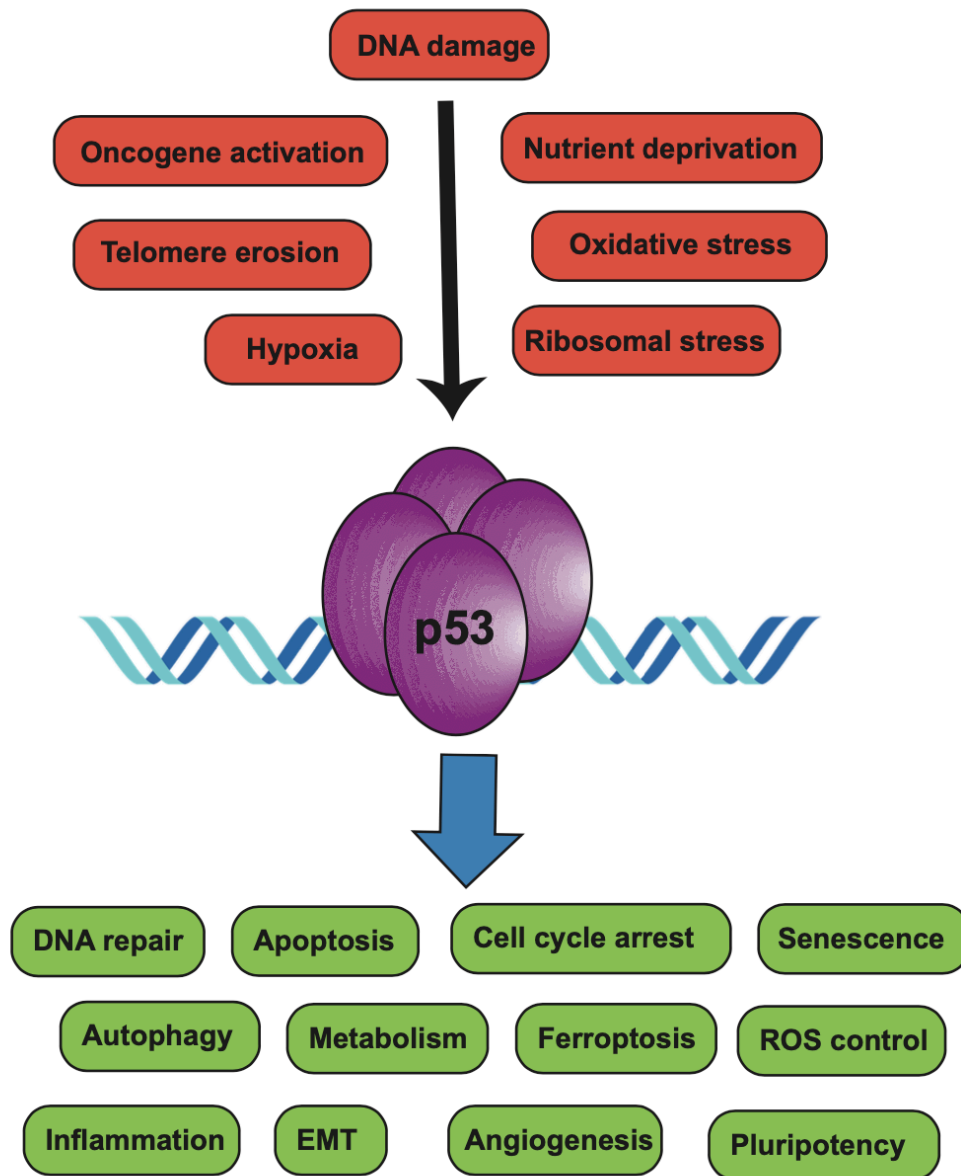 DNA damage
Oncogene activation
Nutrient deprivation
Telomere erosion
Oxidative stress
Hypoxia
Ribosomal stress
p53
DNA repair
Apoptosis
Cell cycle arrest
Senescence
Autophagy
Metabolism
Ferroptosis
ROS control
Inflammation
EMT
Angiogenesis
Pluripotency